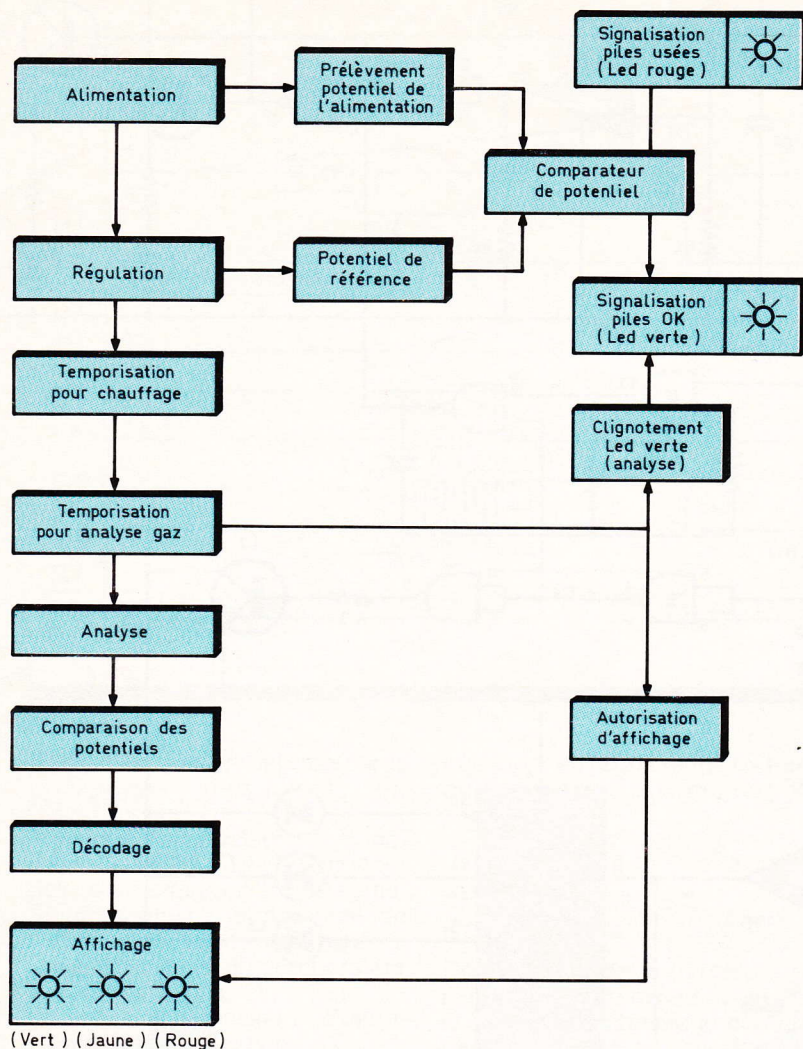 Alimentation
Prélèvement
potentiel de
l'alimentation
Signalisation
piles usées
(Led rouge)
Comparateur
de potenliel
Régulation
Potentiel de
référence
Signalisation
piles OK
(Led verte)
Temporisation
pour chauffage
Clignotement
Led verte
(analyse)
Temporisation
pour analyse gaz
Analyse
Comparaison des
potentiels
Autorisation
d'affichage
Décodage
Affichage
(Vert) (Jaune) (Rouge)